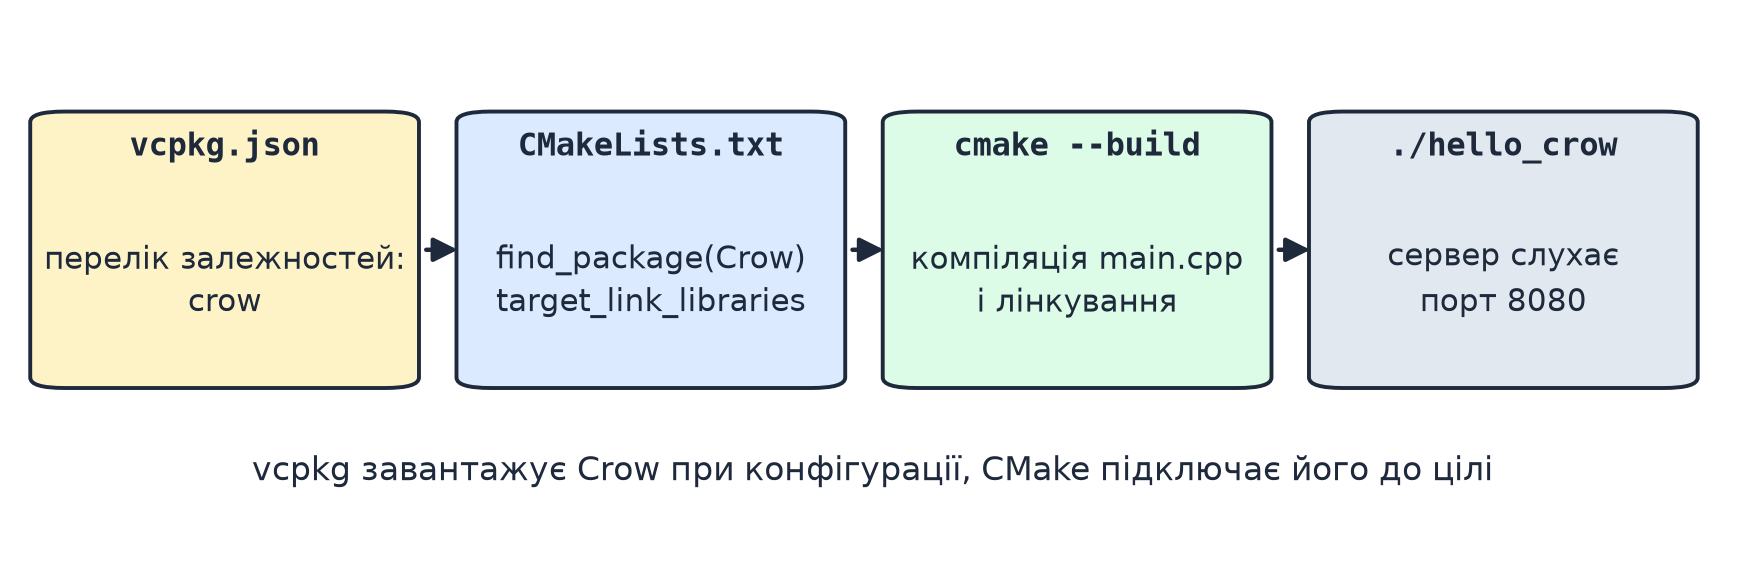 vcpkg.json
перелік залежностей:
crow
CMakeLists.txt
find_package(Crow)
target_link_libraries
cmake --build
компіляція main.cpp
і лінкування
./hello_crow
сервер слухає
порт 8080
vcpkg завантажує Crow при конфігурації, CMake підключає його до цілі